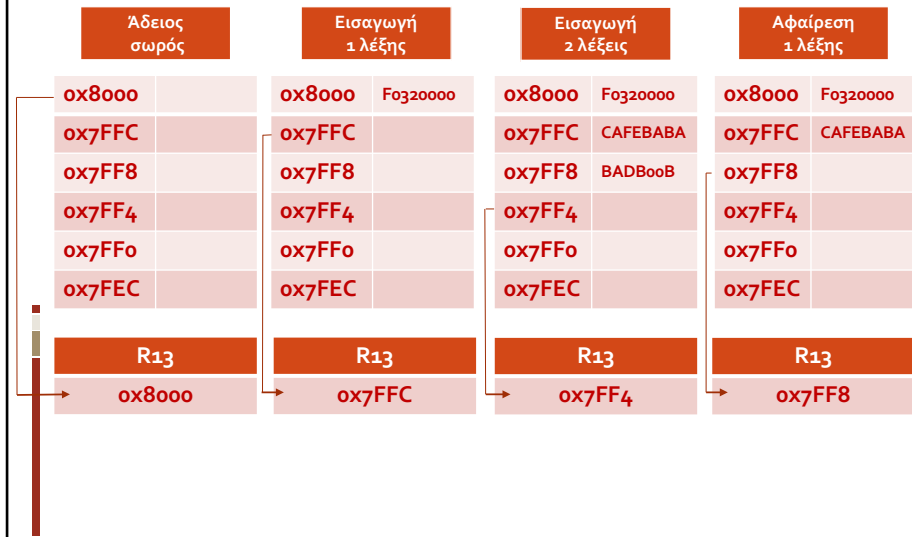 Άδειος
σωρός
Εισαγωγή
1 λέξης
Εισαγωγή
2 λέξεις
Αφαίρεση
1 λέξης
0x8000
0x8000 F0320000
0x8000 F0320000
0x8000 F0320000
0x7FFC
0x7FFC
0x7FFC CAFEBABA
0x7FFC CAFEBABA
0x7FF8
0x7FF8
0x7FF8 BADB00B
0x7FF8
0x7FF4
0x7FF4
0x7FF4
0x7FF4
0x7FF0
0x7FF0
0x7FF0
0x7FF0
0x7FEC
0x7FEC
0x7FEC
0x7FEC
R13
R13
R13
R13
0x8000
0x7FFC
0x7FF4
0x7FF8